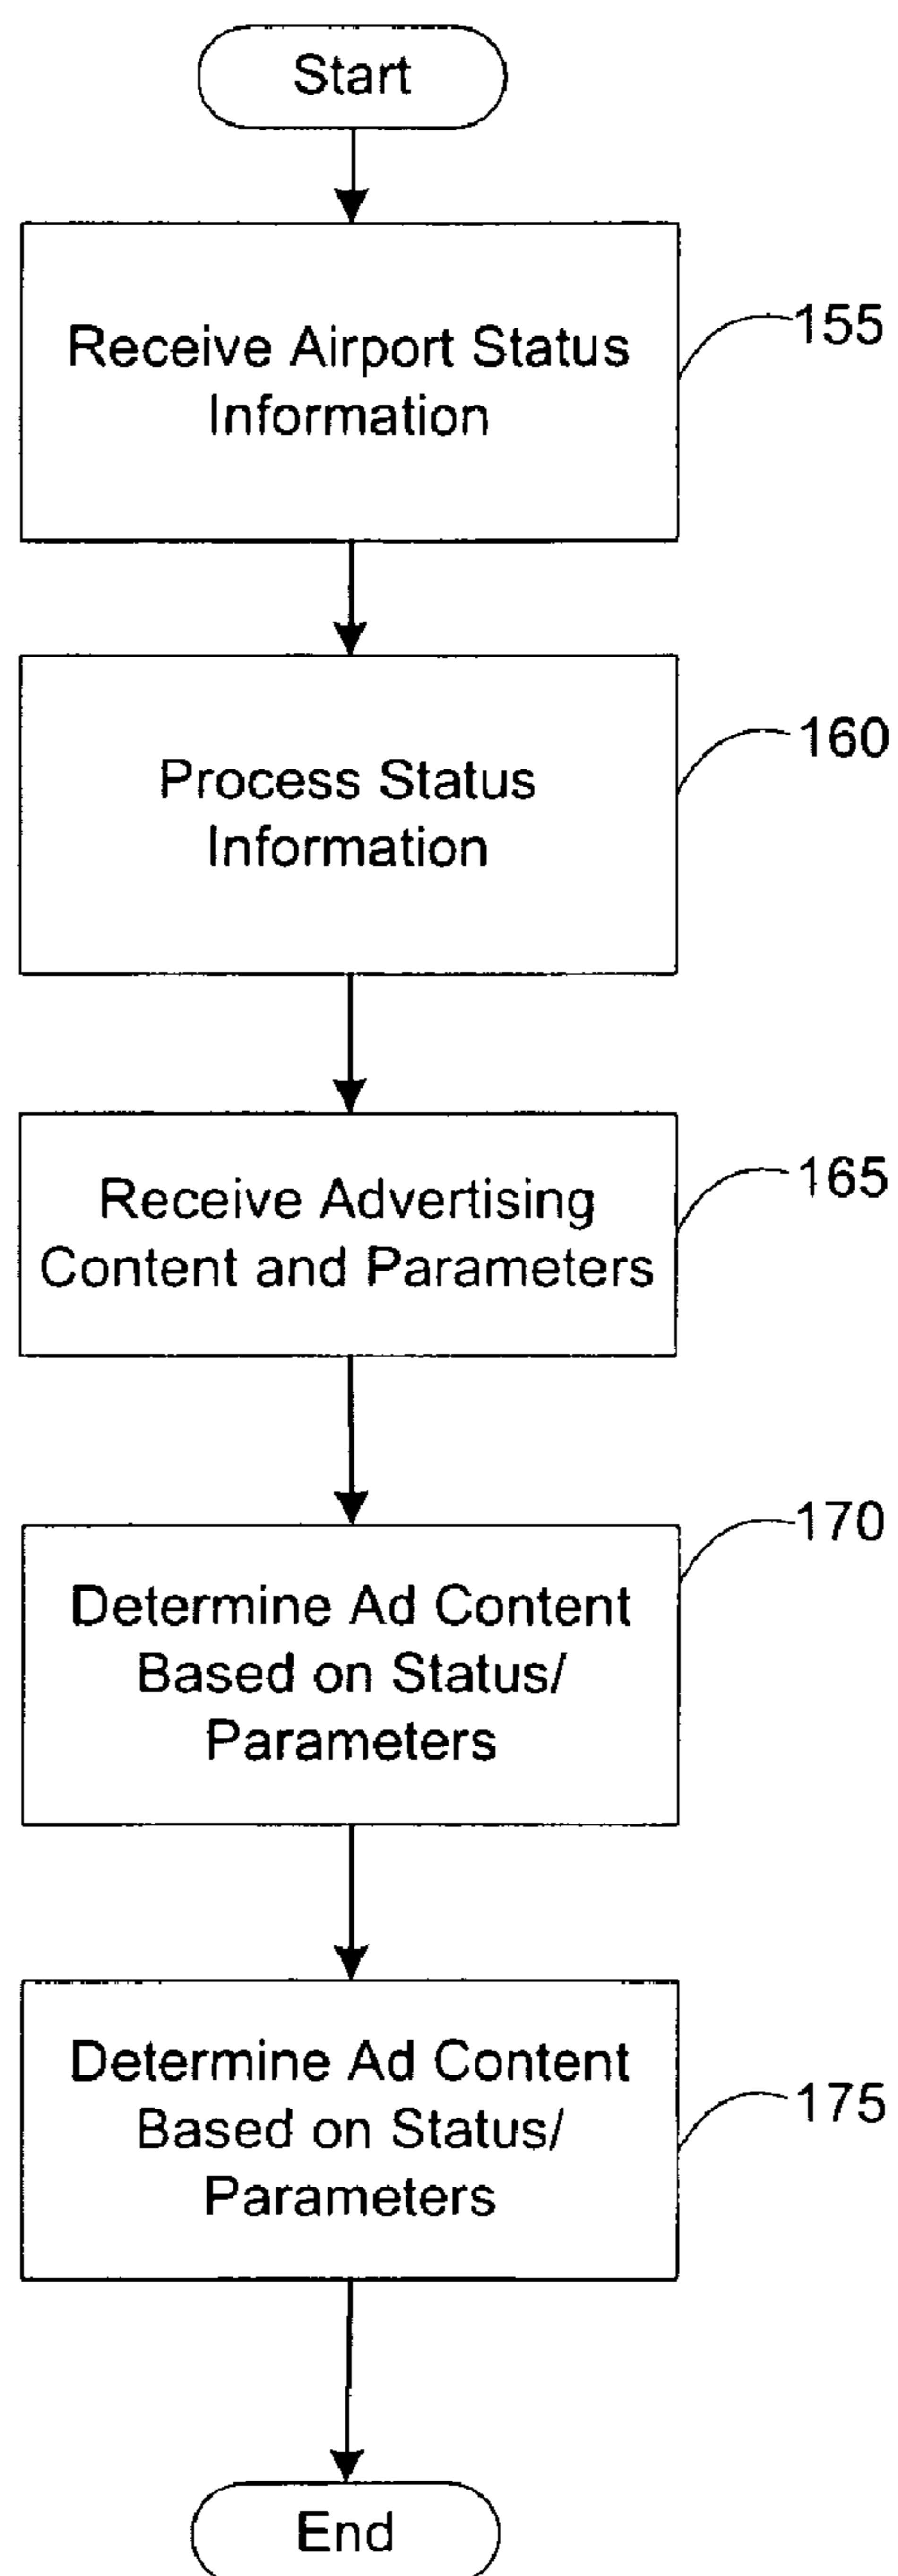 Start
Receive Airport Status
Information
155
Process Status
Information
160
Receive Advertising
Content and Parameters
165
Determine Ad Content
Based on Status/
Parameters
170
Determine Ad Content
Based on Status/
Parameters
175
End